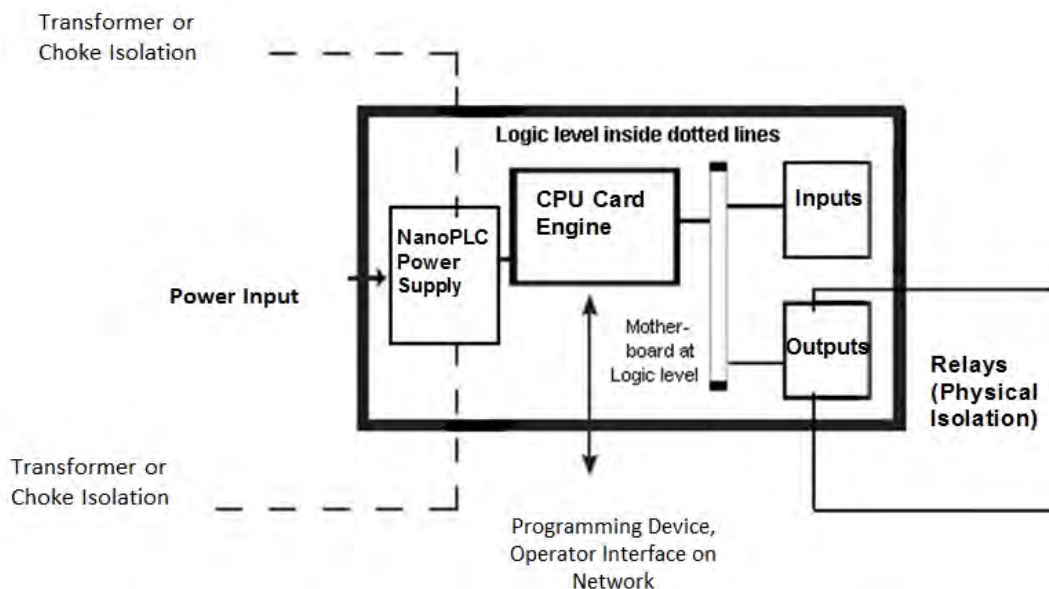 Transformer or
Choke Isolation
Logic level inside dotted lines
CPU Card
Engine
Inputs
NanoPLC
Power
Supply
Power Input
Mother-
board at
Logic level
Outputs
Relays
(Physical
Isolation)
Transformer or
Choke Isolation
Programming Device,
Operator Interface on
Network